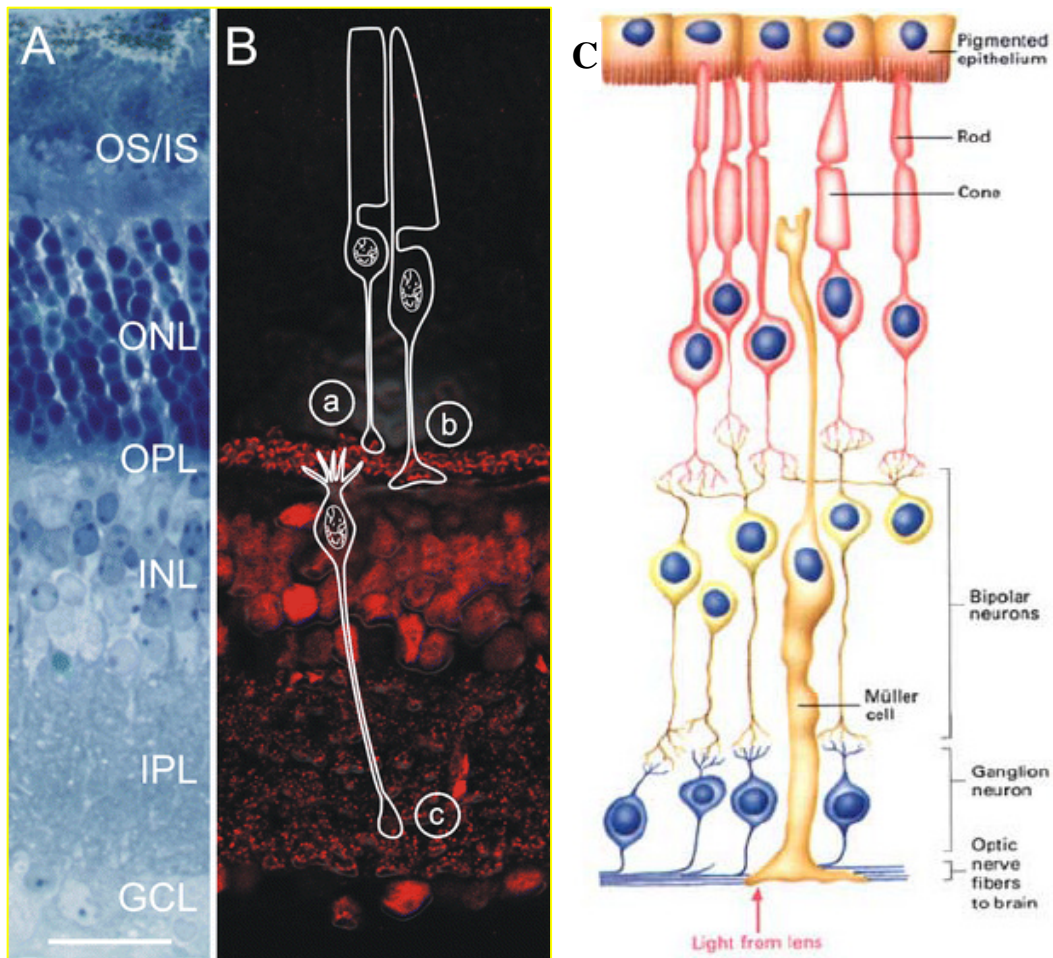 A
OS/IS
ONL
OPL
INL
IPL
GCL
B
a
b
c
C
Pigmented
epithelium
Rod
Cone
Bipolar
neurons
Müller
cell
Ganglion
neuron
Optic
nerve
fibers
to brain
Light from lens